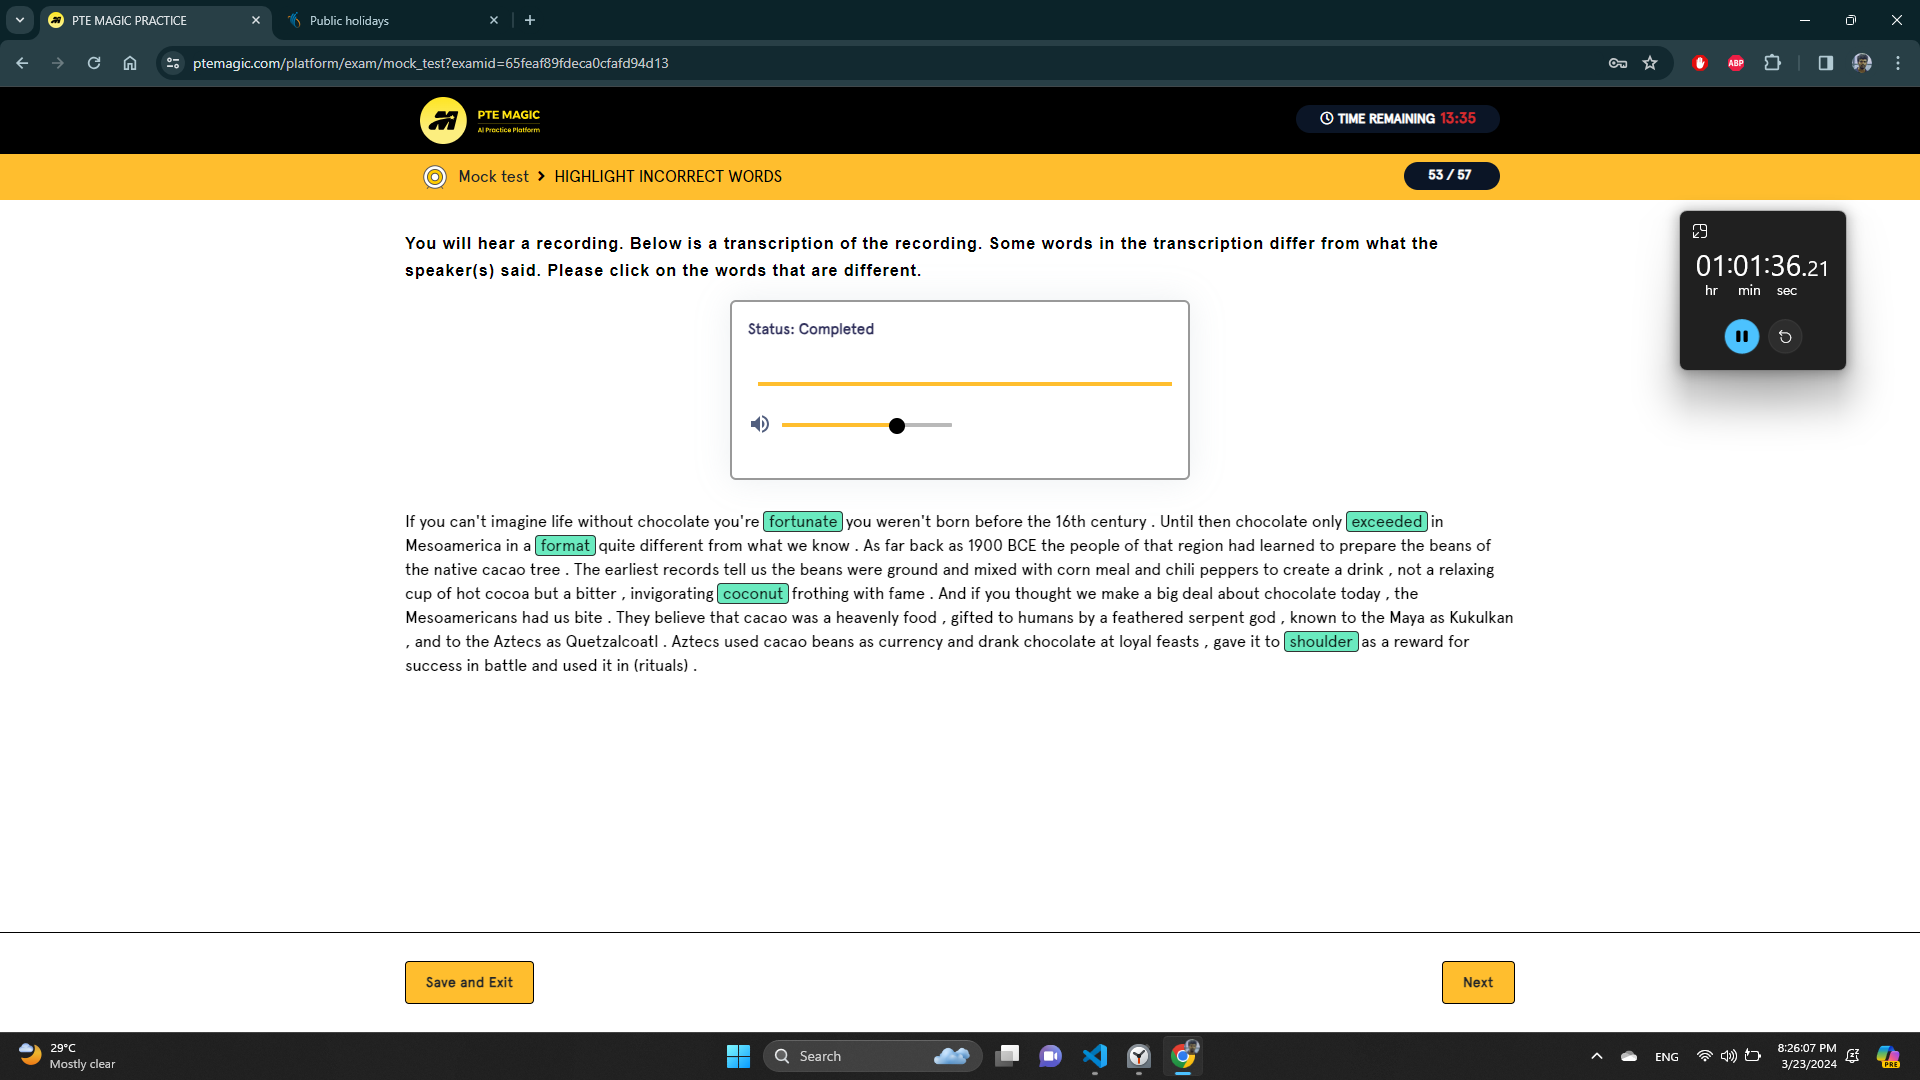 PTE MAGIC PRACTICE
Public holidays
ptemagic.com/platform/exam/mock_test?examid=65feaf89fdeca0cfafd94d13
ABP
PTE MAGIC
AI Practice Platform
TIME REMAINING 13:35
Mock test > HIGHLIGHT INCORRECT WORDS
53 / 57
You will hear a recording. Below is a transcription of the recording. Some words in the transcription differ from what the
speaker(s) said. Please click on the words that are different.
01:01:36.21
hr min sec
Status: Completed
If you can't imagine life without chocolate you're fortunate you weren't born before the 16th century . Until then chocolate only exceeded in
Mesoamerica in a format quite different from what we know . As far back as 1900 BCE the people of that region had learned to prepare the beans of
the native cacao tree . The earliest records tell us the beans were ground and mixed with corn meal and chili peppers to create a drink , not a relaxing
cup of hot cocoa but a bitter , invigorating coconut frothing with fame . And if you thought we make a big deal about chocolate today , the
Mesoamericans had us bite . They believe that cacao was a heavenly food , gifted to humans by a feathered serpent god , known to the Maya as Kukulkan
, and to the Aztecs as Quetzalcoatl . Aztecs used cacao beans as currency and drank chocolate at loyal feasts , gave it to shoulder as a reward for
success in battle and used it in (rituals) .
Save and Exit
Next
29°C
Mostly clear
Search
ENG
8:26:07 PM
3/23/2024
PRE